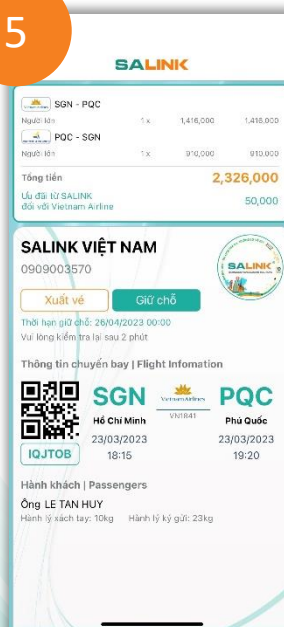 5
SALINK
SGN - PQC
Người lớn 1 x 1,416,000 1,416,000
PQC - SGN
Người lớn 1 x 910,000 910,000
Tổng tiền 2,326,000
Ưu đãi từ SALINK
đối với Vietnam Airline 50,000
SALINK VIỆT NAM
0909003570
SALINK
Xuất vé Giữ chỗ
Thời hạn giữ chỗ: 26/04/2023 00:00
Vui lòng kiểm tra lại sau 2 phút
Thông tin chuyến bay | Flight Infomation
SGN Vietnam Airlines PQC
Hồ Chí Minh VN1841 Phú Quốc
23/03/2023 23/03/2023
IQJTOB 18:15 19:20
Hành khách | Passengers
Ông LE TAN HUY
Hành lý xách tay: 10kg Hành lý ký gửi: 23kg